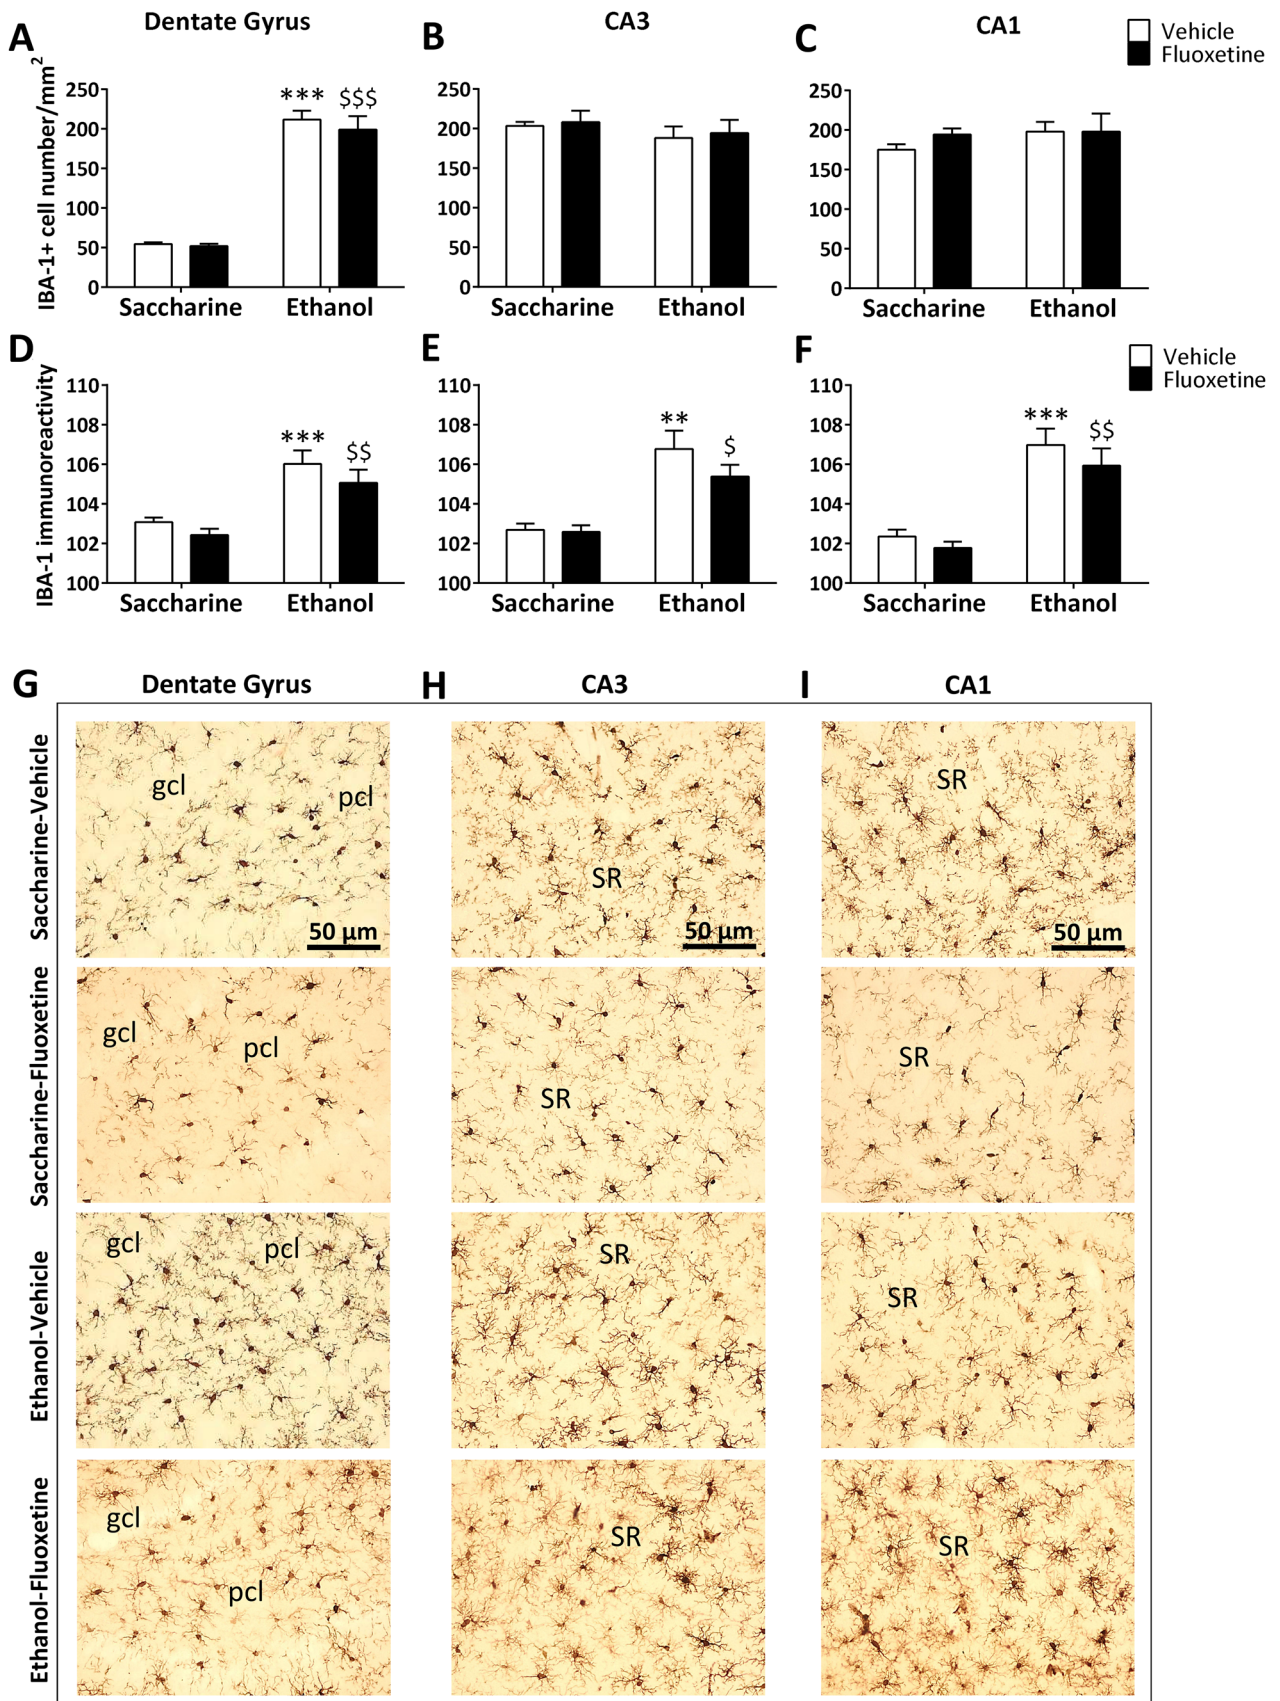 A Dentate Gyrus B CA3 C CA1
Vehicle
Fluoxetine
IBA-1+ cell number/mm²
250
200
150
100
50
0
*** $$$
Saccharine Ethanol
250
200
150
100
50
0
Saccharine Ethanol
250
200
150
100
50
0
Saccharine Ethanol
D E F
Vehicle
Fluoxetine
IBA-1 immunoreactivity
110
108
106
104
102
100
*** $$
Saccharine Ethanol
110
108
106
104
102
100
** $
Saccharine Ethanol
110
108
106
104
102
100
*** $$
Saccharine Ethanol
G Dentate Gyrus H CA3 I CA1
Saccharine-Vehicle
gcl
pcl
50 µm
SR
50 µm
SR
50 µm
Saccharine-Fluoxetine
gcl
pcl
SR
SR
Ethanol-Vehicle
gcl
pcl
SR
SR
Ethanol-Fluoxetine
gcl
pcl
SR
SR